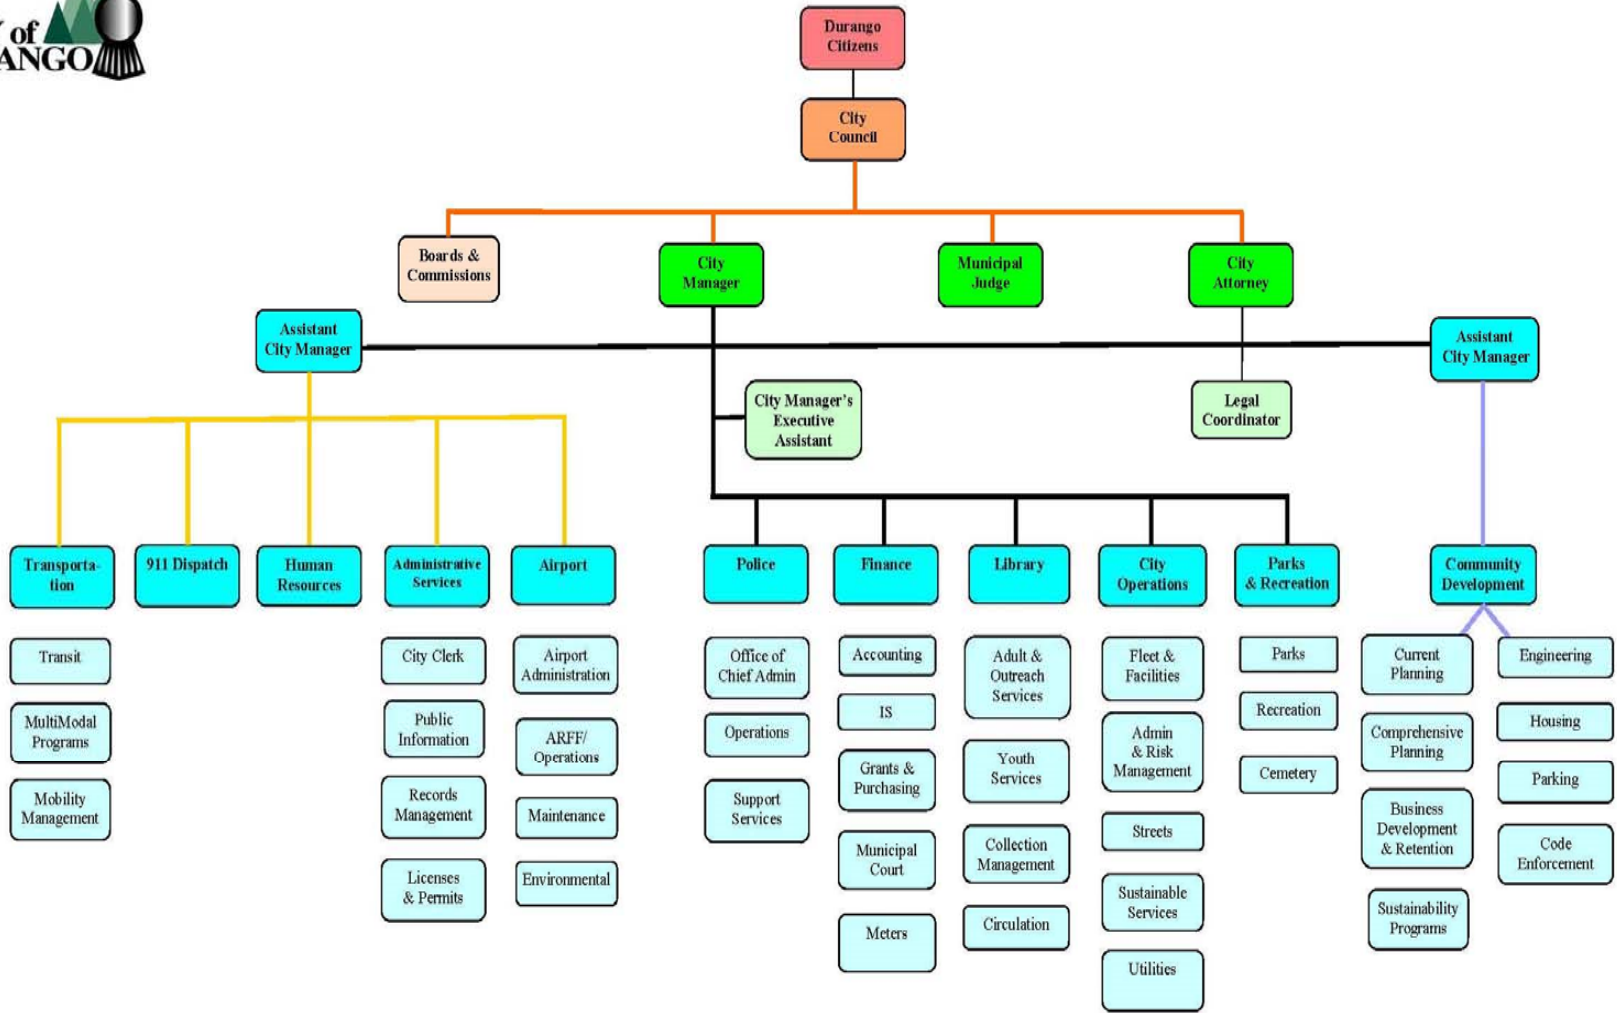 of
ANGO
Durango
Citizens
City
Council
Boards &
Commissions
City
Manager
Municipal
Judge
City
Attorney
Assistant
City Manager
Assistant
City Manager
City Manager's
Executive
Assistant
Legal
Coordinator
Transporta-
tion
911 Dispatch
Human
Resources
Administrative
Services
Airport
Police
Finance
Library
City
Operations
Parks
& Recreation
Community
Development
Transit
MultiModal
Programs
Mobility
Management
City Clerk
Public
Information
Records
Management
Licenses
& Permits
Airport
Administration
ARFF/
Operations
Maintenance
Environmental
Office of
Chief Admin
Operations
Support
Services
Accounting
IS
Grants &
Purchasing
Municipal
Court
Meters
Adult &
Outreach
Services
Youth
Services
Collection
Management
Circulation
Fleet &
Facilities
Admin
& Risk
Management
Streets
Sustainable
Services
Utilities
Parks
Recreation
Cemetery
Current
Planning
Comprehensive
Planning
Business
Development
& Retention
Sustainability
Programs
Engineering
Housing
Parking
Code
Enforcement